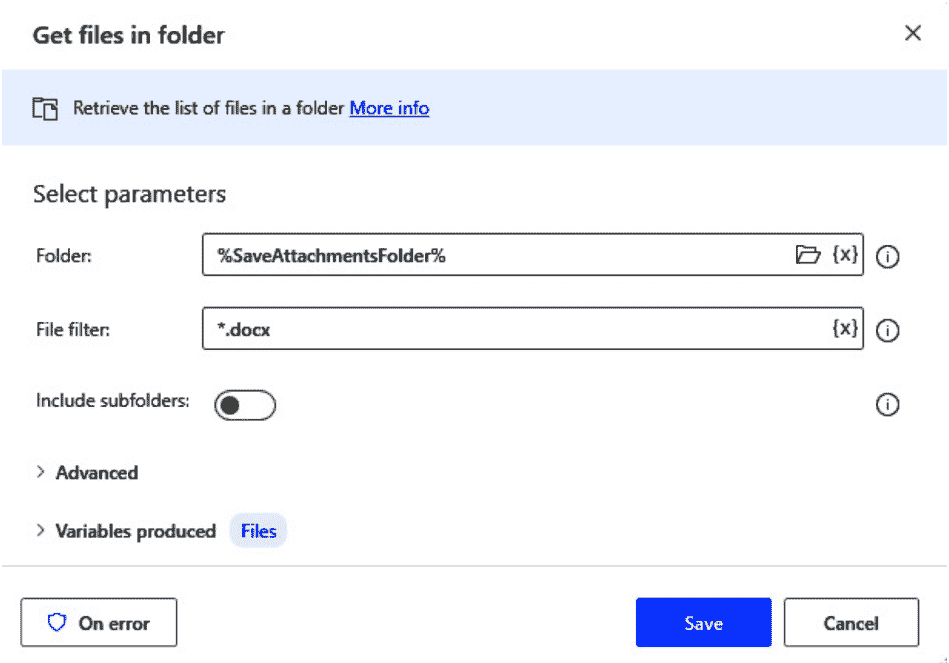 Get files in folder
Retrieve the list of files in a folder More info
Select parameters
Folder: %SaveAttachmentsFolder% {x}
File filter: *.docx {x}
Include subfolders:
Advanced
Variables produced Files
On error Save Cancel